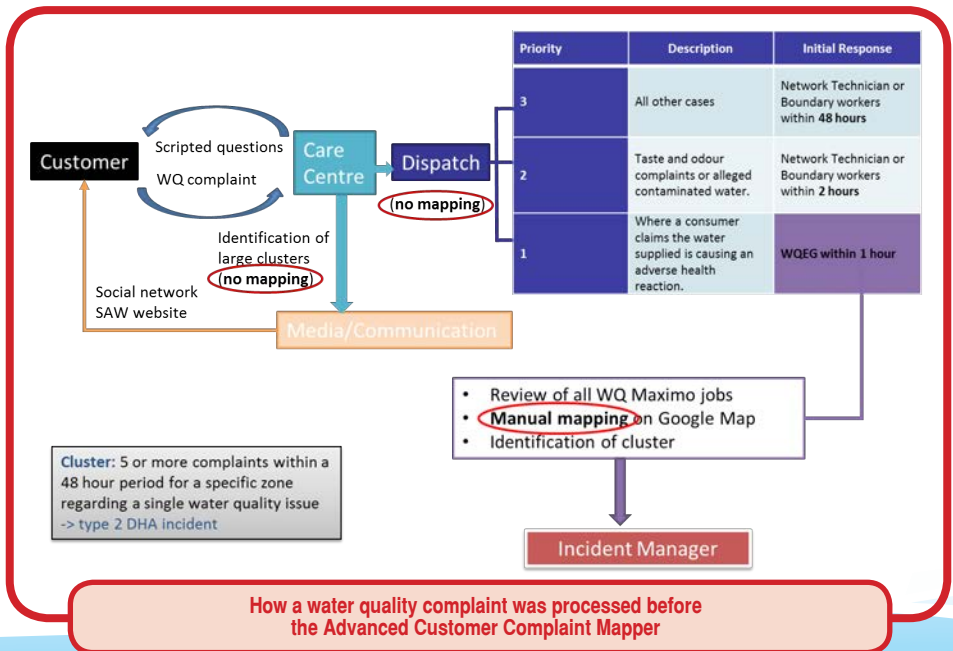 Priority
Description
Initial Response
3
All other cases
Network Technician or
Boundary workers
within 48 hours
2
Taste and odour
complaints or alleged
contaminated water.
Network Technician or
Boundary workers
within 2 hours
1
Where a consumer
claims the water
supplied is causing an
adverse health
reaction.
WQEG within 1 hour
Customer
Scripted questions
WQ complaint
Care
Centre
Dispatch
(no mapping)
Identification of
large clusters
(no mapping)
Social network
SAW website
Media/Communication
• Review of all WQ Maximo jobs
• Manual mapping on Google Map
• Identification of cluster
Cluster: 5 or more complaints within a
48 hour period for a specific zone
regarding a single water quality issue
-> type 2 DHA incident
Incident Manager
How a water quality complaint was processed before
the Advanced Customer Complaint Mapper